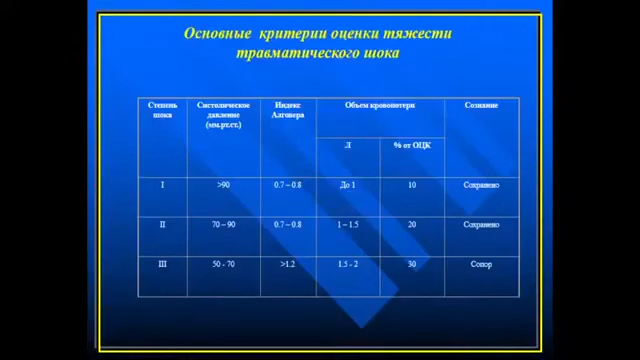 Основные критерии оценки тяжести
травматического шока
Степень шока | Систолическое давление (мм.рт.ст.) | Индекс Алговера | Объем кровопотери | Сознание
Л | % от ОЦК
I | >90 | 0.7 – 0.8 | До 1 | 10 | Сохранено
II | 70 – 90 | 0.7 – 0.8 | 1 – 1.5 | 20 | Сохранено
III | 50 - 70 | >1.2 | 1.5 - 2 | 30 | Сопор